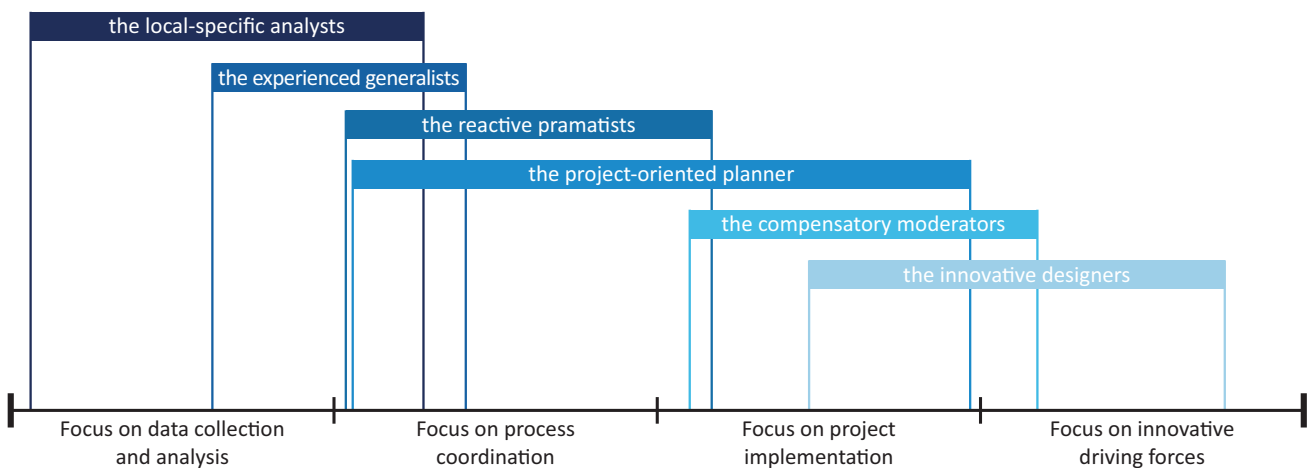 the local-specific analysts
the experienced generalists
the reactive pramatists
the project-oriented planner
the compensatory moderators
the innovative designers
Focus on data collection
and analysis
Focus on process
coordination
Focus on project
implementation
Focus on innovative
driving forces